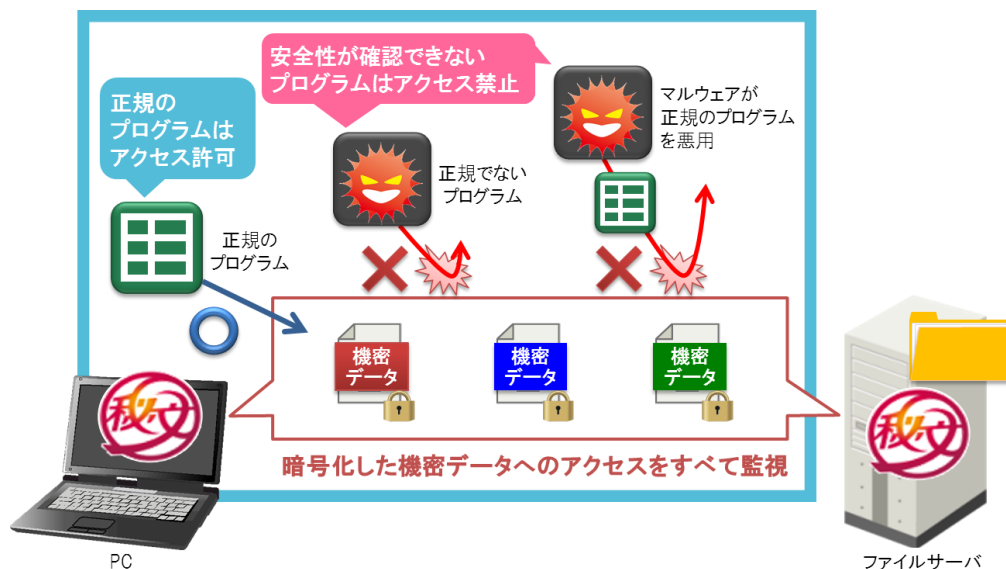 安全性が確認できない
プログラムはアクセス禁止
正規の
プログラムは
アクセス許可
マルウェアが
正規のプログラム
を悪用
正規でない
プログラム
正規の
プログラム
機密
データ
機密
データ
機密
データ
秘文
秘文
暗号化した機密データへのアクセスをすべて監視
PC
ファイルサーバ